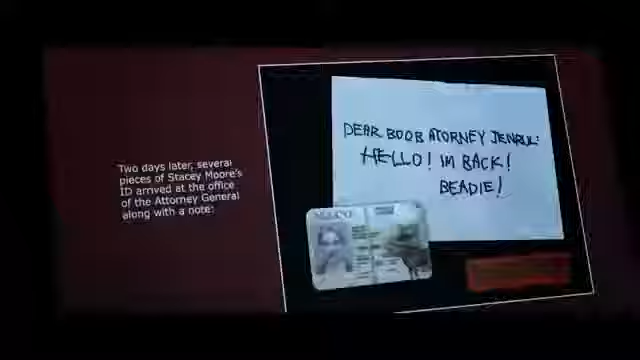 Two days later, several
pieces of Stacey Moore's
ID arrived at the office
of the Attorney General
along with a note:
DEAR BOOB ATORNEY JENRUL:
HELLO! IM BACK!
BEADIE!